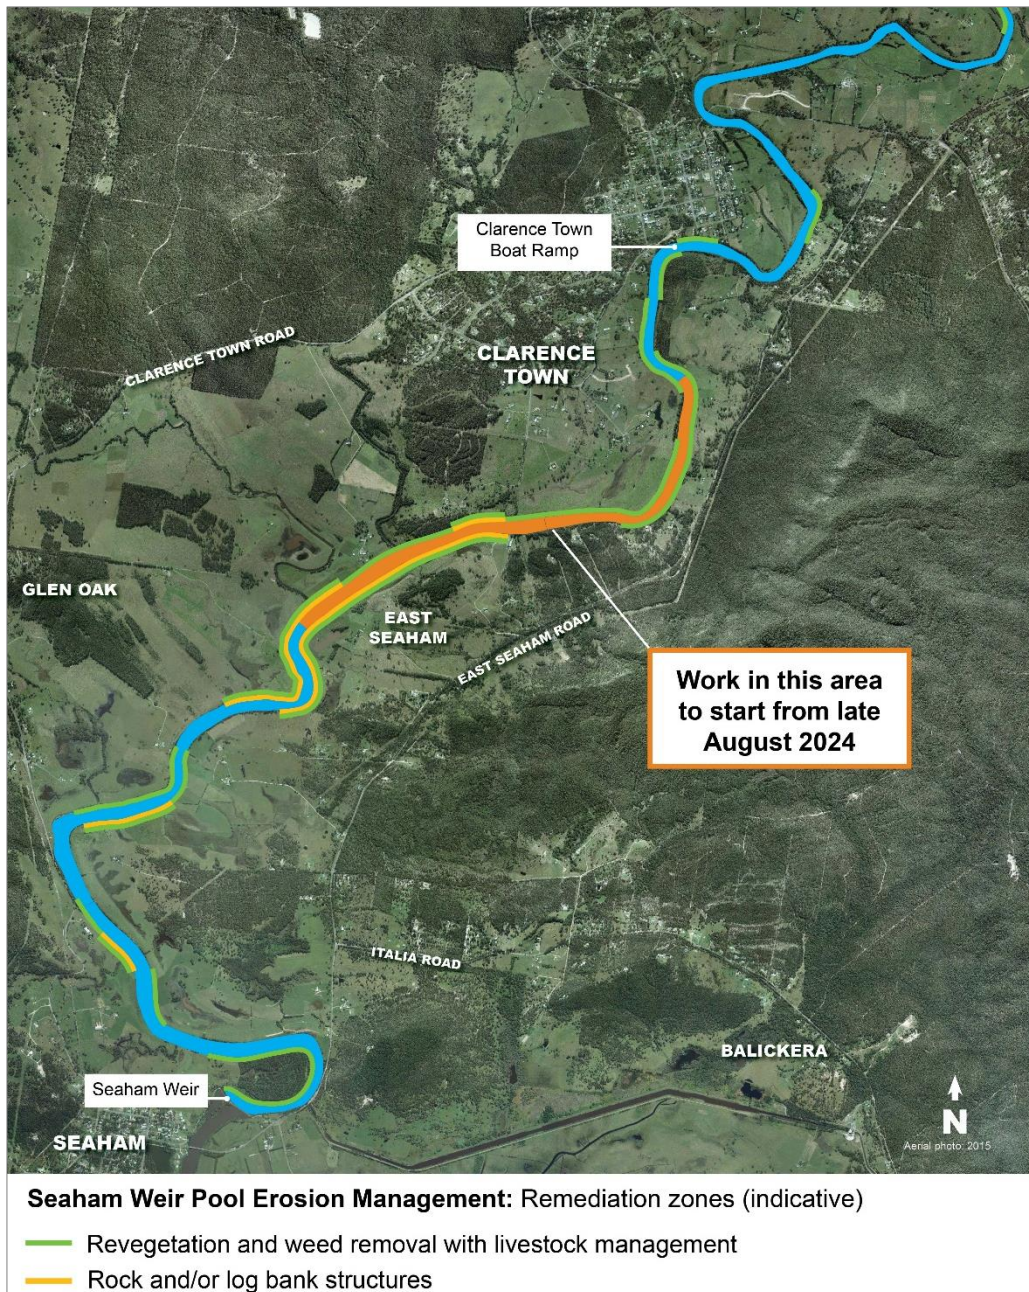 Clarence Town
Boat Ramp
CLARENCE TOWN ROAD
CLARENCE
TOWN
GLEN OAK
EAST
SEAHAM
EAST SEAHAM ROAD
Work in this area
to start from late
August 2024
ITALIA ROAD
BALICKERA
Seaham Weir
SEAHAM
N
Aerial photo: 2015
Seaham Weir Pool Erosion Management: Remediation zones (indicative)
Revegetation and weed removal with livestock management
Rock and/or log bank structures